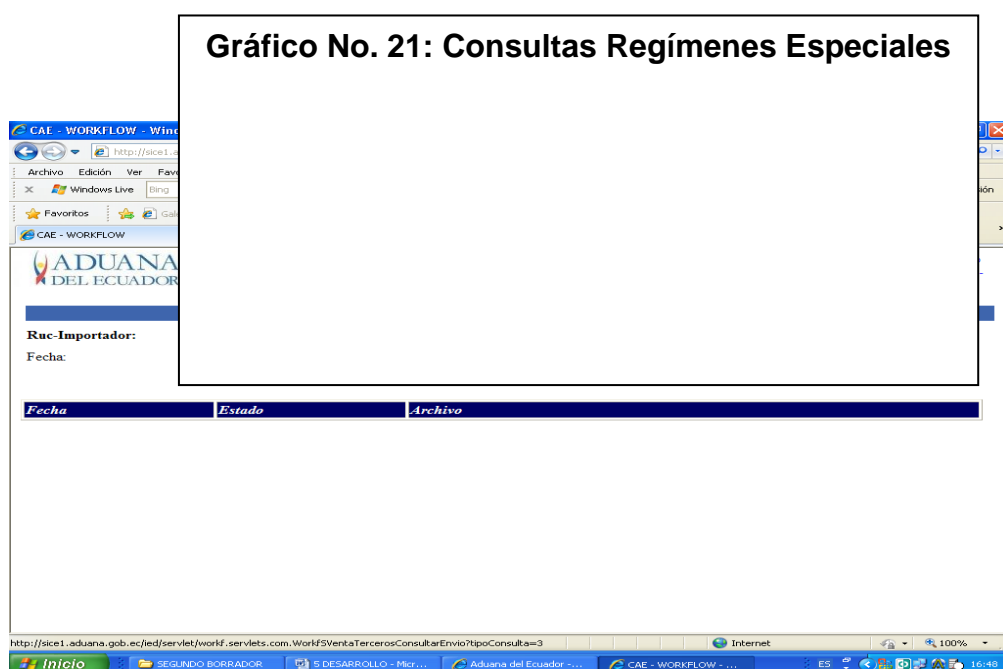 Gráfico No. 21: Consultas Regímenes Especiales
CAE - WORKFLOW - Wind
http://sice1.a
Archivo Edición Ver Favo
Windows Live Bing ión
Favoritos Gal
CAE - WORKFLOW
ADUANA
DEL ECUADOR
Ruc-Importador:
Fecha:
Fecha Estado Archivo
http://sice1.aduana.gob.ec/ied/servlet/workf.servlets.com.WorkfSVentaTercerosConsultarEnvio?tipoConsulta=3 Internet 100%
Inicio SEGUNDO BORRADOR 5 DESARROLLO - Micr... Aduana del Ecuador -... CAE - WORKFLOW - ... ES 16:48